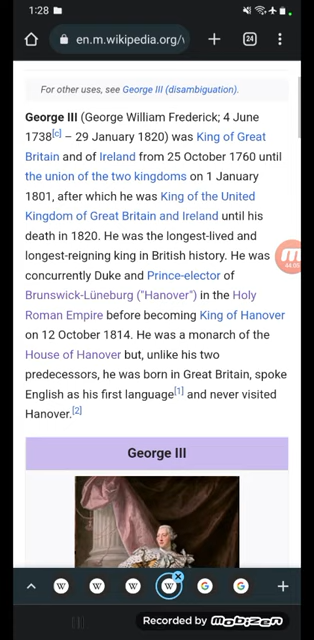 1:28
en.m.wikipedia.org/
24
For other uses, see George III (disambiguation).
George III (George William Frederick; 4 June
1738[c] – 29 January 1820) was King of Great
Britain and of Ireland from 25 October 1760 until
the union of the two kingdoms on 1 January
1801, after which he was King of the United
Kingdom of Great Britain and Ireland until his
death in 1820. He was the longest-lived and
longest-reigning king in British history. He was
concurrently Duke and Prince-elector of
Brunswick-Lüneburg ("Hanover") in the Holy
Roman Empire before becoming King of Hanover
on 12 October 1814. He was a monarch of the
House of Hanover but, unlike his two
predecessors, he was born in Great Britain, spoke
English as his first language[1] and never visited
Hanover.[2]
George III
W W W W G G
Recorded by mobizen